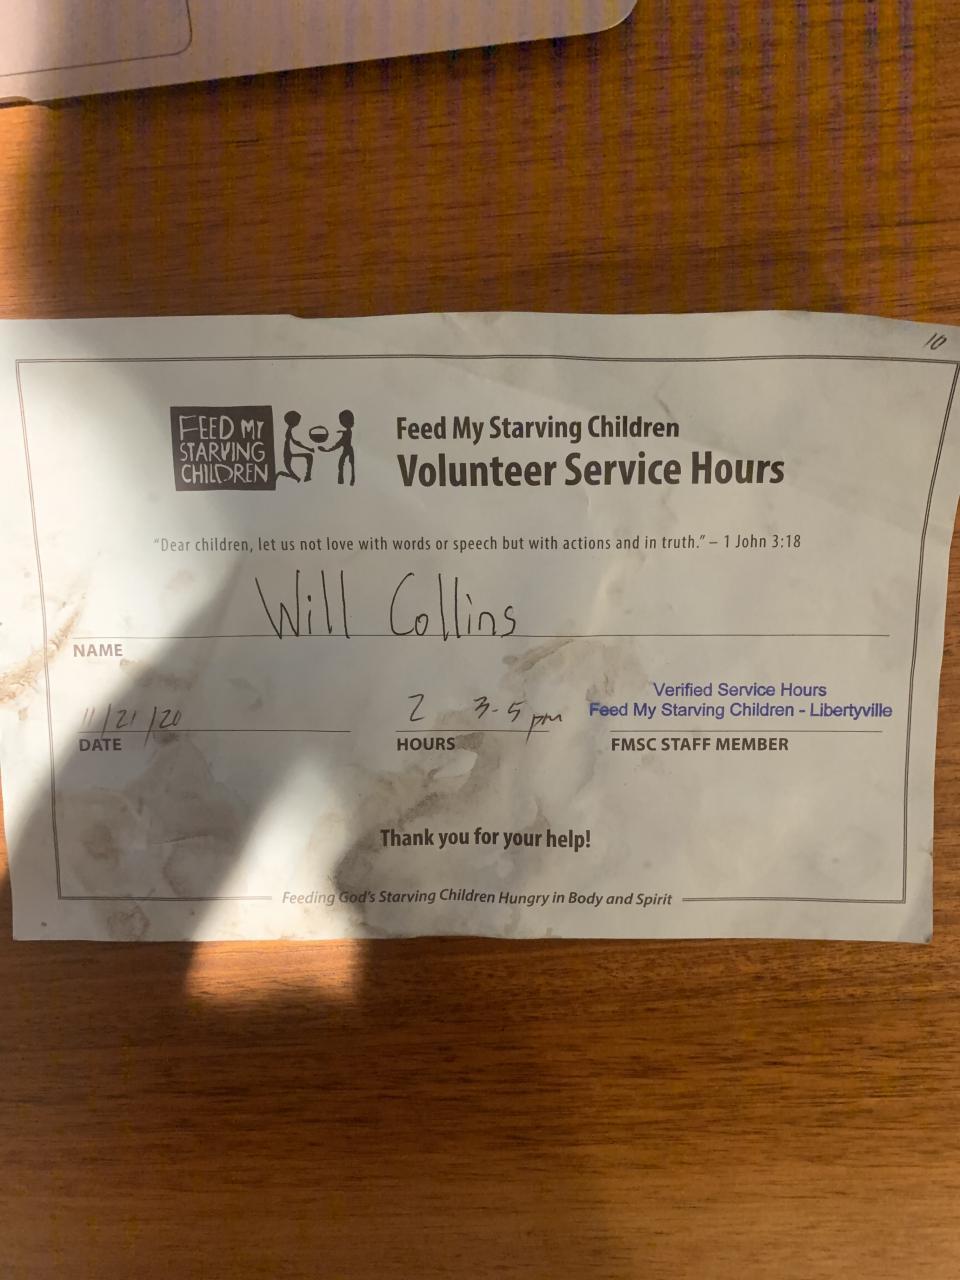 10
FEED MY
STARVING
CHILDREN
Feed My Starving Children
Volunteer Service Hours
"Dear children, let us not love with words or speech but with actions and in truth." – 1 John 3:18
Will Collins
NAME
11/21/20
2 3-5 pm
Verified Service Hours
Feed My Starving Children - Libertyville
DATE
HOURS
FMSC STAFF MEMBER
Thank you for your help!
Feeding God's Starving Children Hungry in Body and Spirit